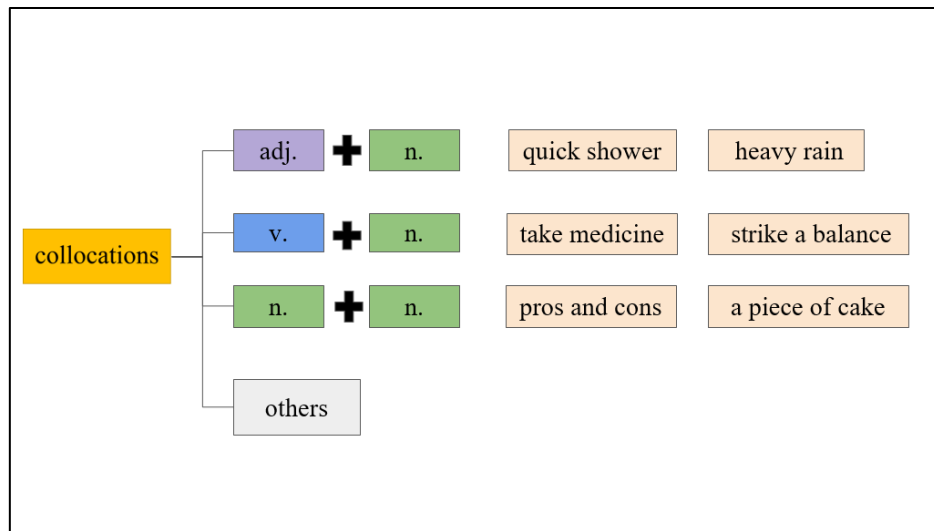 adj. + n. quick shower heavy rain
collocations
v. + n. take medicine strike a balance
n. + n. pros and cons a piece of cake
others